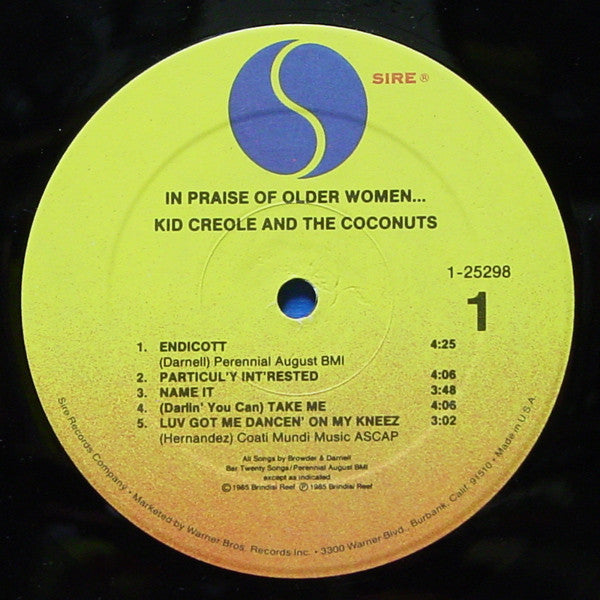 SIRE ®
IN PRAISE OF OLDER WOMEN...
KID CREOLE AND THE COCONUTS
1-25298
1
1. ENDICOTT 4:25
(Darnell) Perennial August BMI
2. PARTICUL'Y INT'RESTED 4:06
3. NAME IT 3:48
4. (Darlin' You Can) TAKE ME 4:06
5. LUV GOT ME DANCEN' ON MY KNEEZ 3:02
(Hernandez) Coati Mundi Music ASCAP
All Songs by Browder & Darnell
Bar Twenty Songs/Perennial August BMI
except as indicated
©1985 Brindisi Reef ℗1985 Brindisi Reef
Sire Records Company • Marketed by Warner Bros. Records Inc. • 3300 Warner Blvd., Burbank, Calif. 91510 • Made in U.S.A.